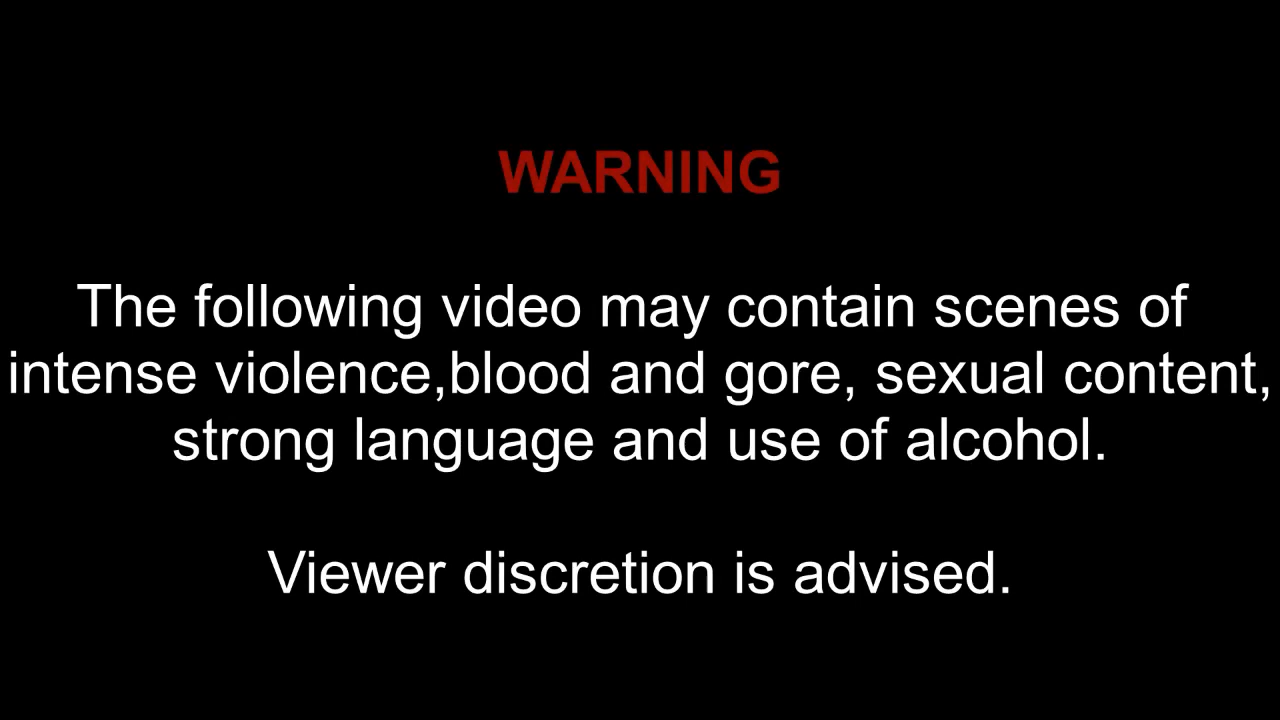 WARNING
The following video may contain scenes of
intense violence,blood and gore, sexual content,
strong language and use of alcohol.
Viewer discretion is advised.